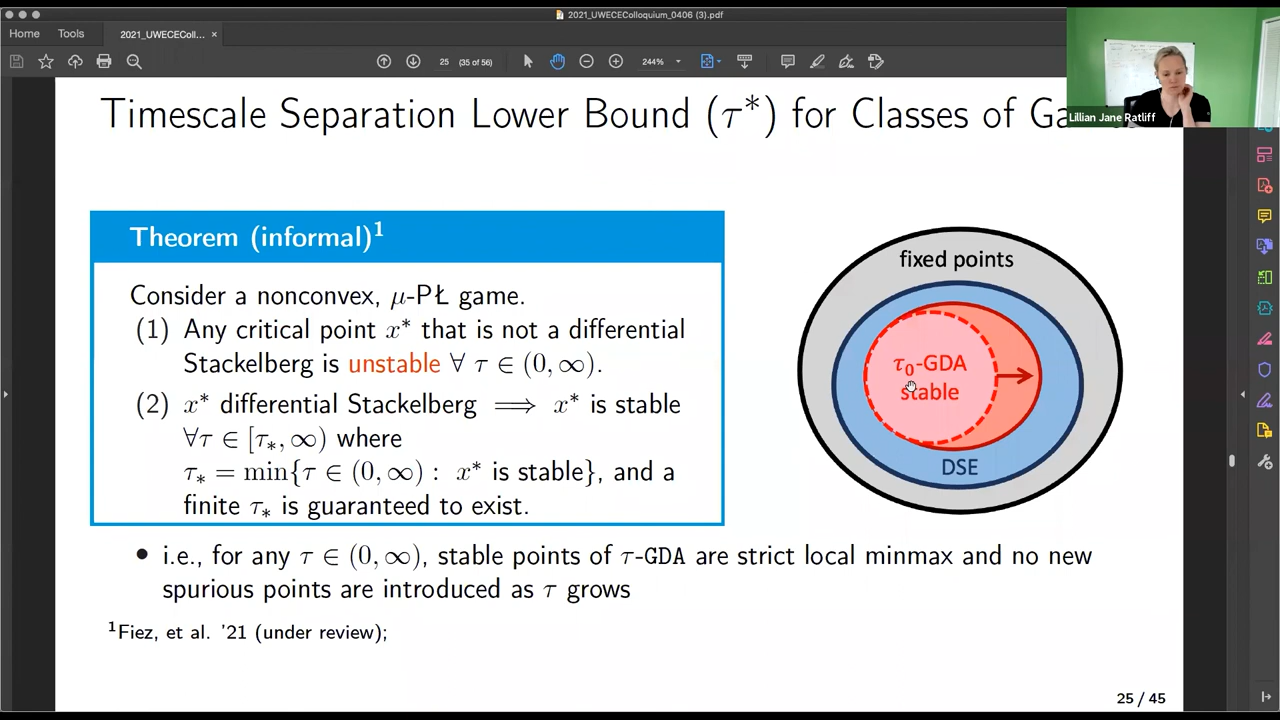 2021_UWECEColloquium_0406 (3).pdf
Home Tools 2021_UWECEColl... ×
25 (35 of 56) 244%
Lillian Jane Ratliff
Timescale Separation Lower Bound (τ*) for Classes of Ga
Theorem (informal)¹
Consider a nonconvex, μ-PŁ game.
(1) Any critical point x* that is not a differential
Stackelberg is unstable ∀ τ ∈ (0, ∞).
(2) x* differential Stackelberg ⟹ x* is stable
∀τ ∈ [τ₎, ∞) where
τ₎ = min{τ ∈ (0, ∞) : x* is stable}, and a
finite τ₎ is guaranteed to exist.
fixed points
τ₀-GDA
stable
DSE
• i.e., for any τ ∈ (0, ∞), stable points of τ-GDA are strict local minmax and no new
spurious points are introduced as τ grows
¹Fiez, et al. '21 (under review);
25 / 45